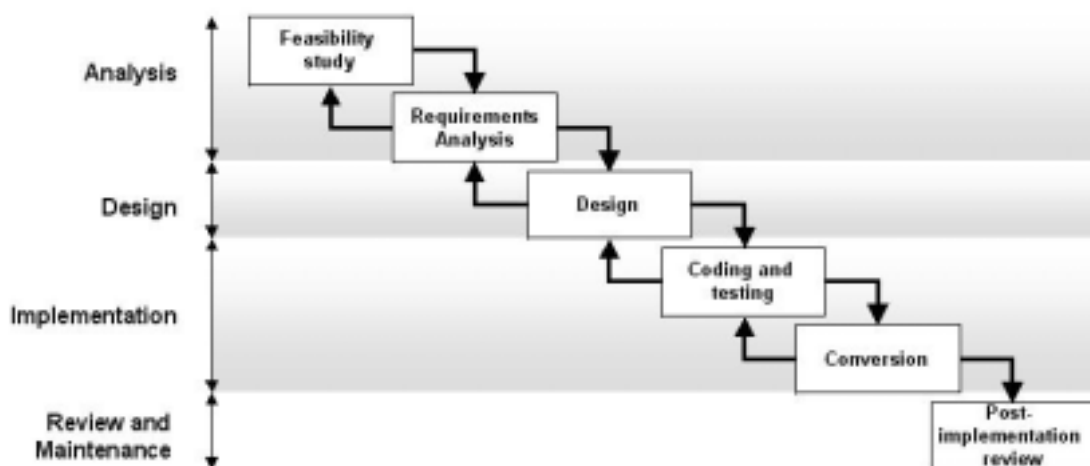 Feasibility
study
Analysis
Requirements
Analysis
Design
Design
Coding and
testing
Implementation
Conversion
Review and
Maintenance
Post-
implementation
review